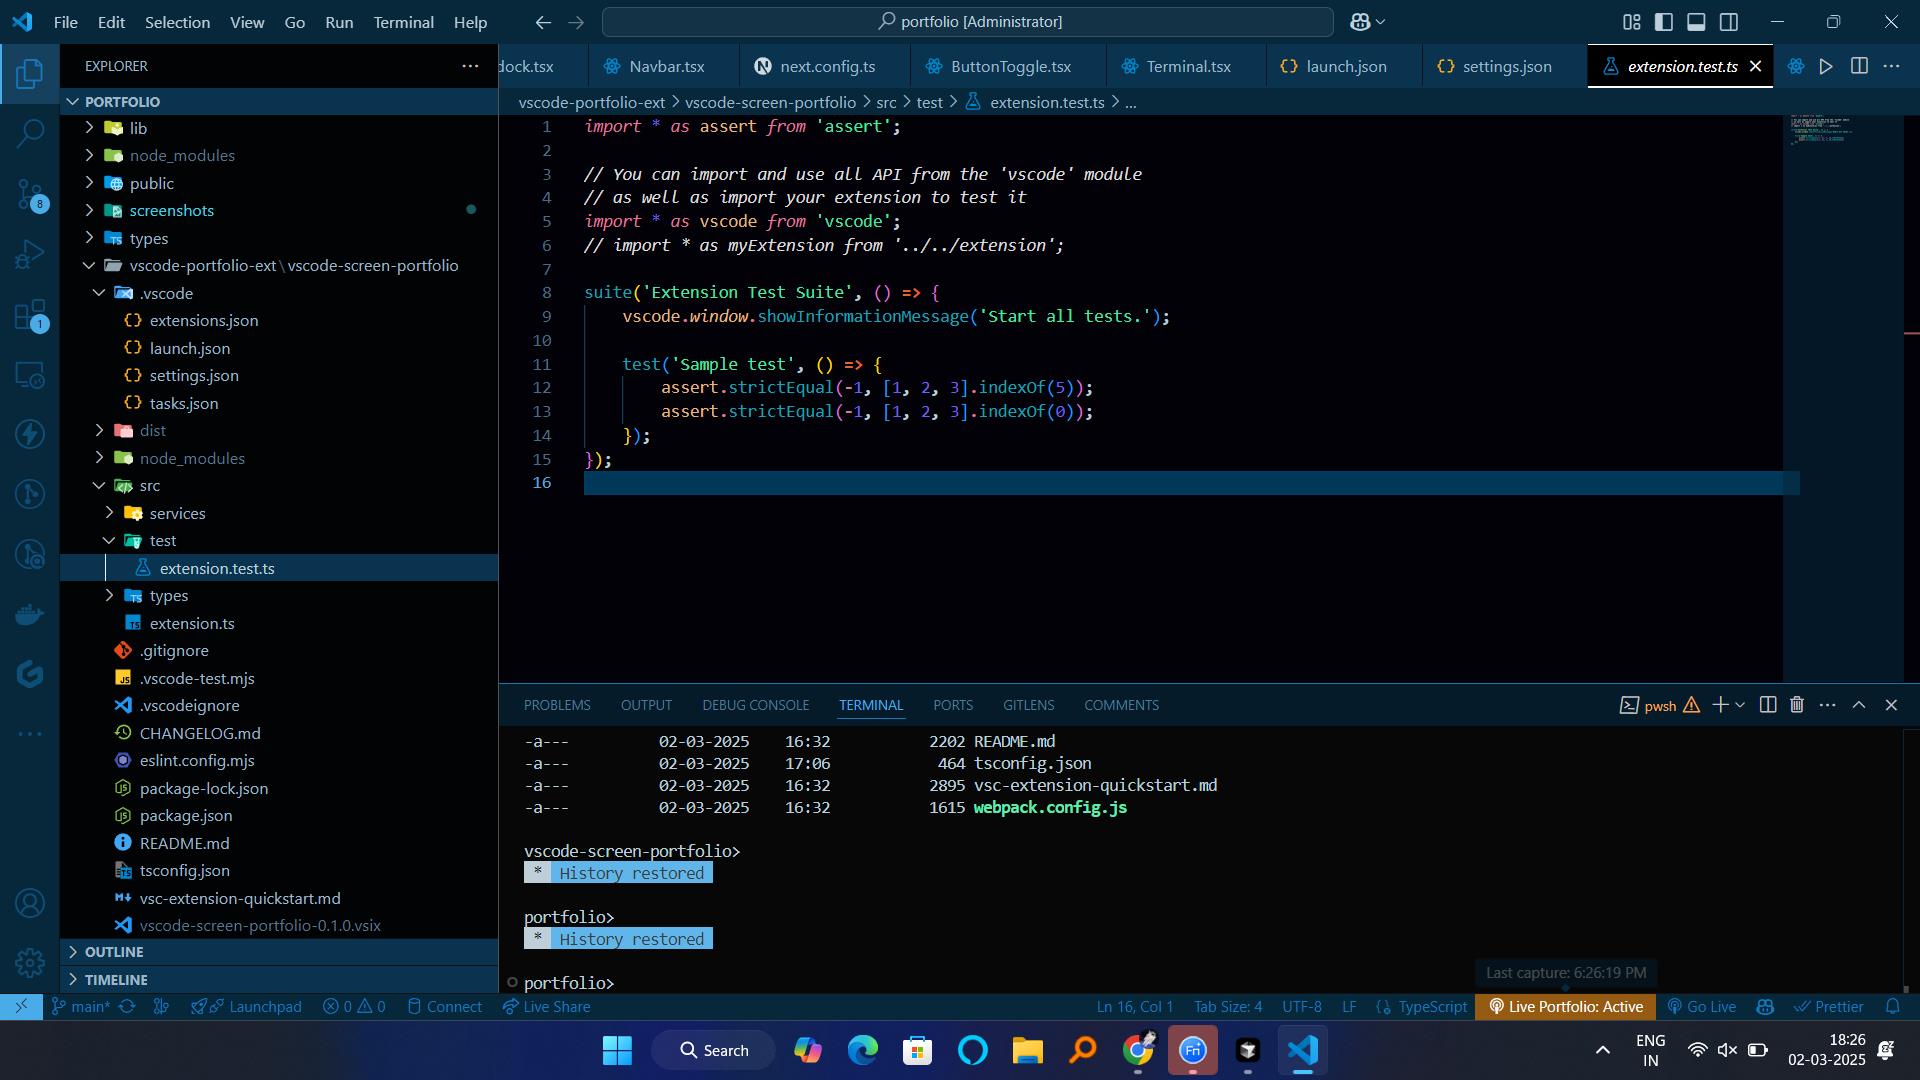 File Edit Selection View Go Run Terminal Help
portfolio [Administrator]
EXPLORER
dock.tsx
Navbar.tsx
next.config.ts
ButtonToggle.tsx
Terminal.tsx
launch.json
settings.json
extension.test.ts
PORTFOLIO
lib
node_modules
public
screenshots
types
vscode-portfolio-ext\vscode-screen-portfolio
.vscode
extensions.json
launch.json
settings.json
tasks.json
dist
node_modules
src
services
test
extension.test.ts
types
extension.ts
.gitignore
.vscode-test.mjs
.vscodeignore
CHANGELOG.md
eslint.config.mjs
package-lock.json
package.json
README.md
tsconfig.json
vsc-extension-quickstart.md
vscode-screen-portfolio-0.1.0.vsix
OUTLINE
TIMELINE
8
1
vscode-portfolio-ext > vscode-screen-portfolio > src > test > extension.test.ts > ...
1 import * as assert from 'assert';
2
3 // You can import and use all API from the 'vscode' module
4 // as well as import your extension to test it
5 import * as vscode from 'vscode';
6 // import * as myExtension from '../../extension';
7
8 suite('Extension Test Suite', () => {
9 vscode.window.showInformationMessage('Start all tests.');
10
11 test('Sample test', () => {
12 assert.strictEqual(-1, [1, 2, 3].indexOf(5));
13 assert.strictEqual(-1, [1, 2, 3].indexOf(0));
14 });
15 });
16
PROBLEMS OUTPUT DEBUG CONSOLE TERMINAL PORTS GITLENS COMMENTS
pwsh
-a--- 02-03-2025 16:32 2202 README.md
-a--- 02-03-2025 17:06 464 tsconfig.json
-a--- 02-03-2025 16:32 2895 vsc-extension-quickstart.md
-a--- 02-03-2025 16:32 1615 webpack.config.js
vscode-screen-portfolio>
* History restored
portfolio>
* History restored
portfolio>
Last capture: 6:26:19 PM
main* Launchpad 0 0 Connect Live Share
Ln 16, Col 1 Tab Size: 4 UTF-8 LF {} TypeScript Live Portfolio: Active Go Live Prettier
Search
Fn
ENG
IN
18:26
02-03-2025